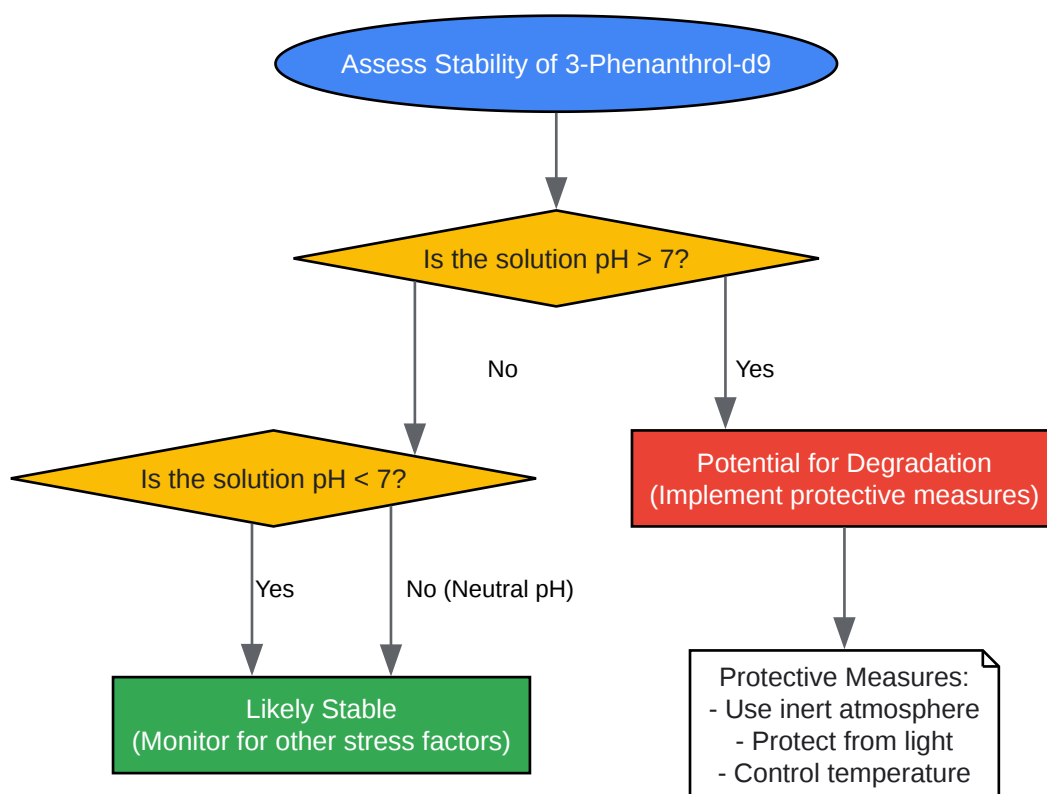 Assess Stability of 3-Phenanthrol-d9
Is the solution pH > 7?
No
Yes
Is the solution pH < 7?
Potential for Degradation
(Implement protective measures)
Yes
No (Neutral pH)
Likely Stable
(Monitor for other stress factors)
Protective Measures:
- Use inert atmosphere
- Protect from light
- Control temperature